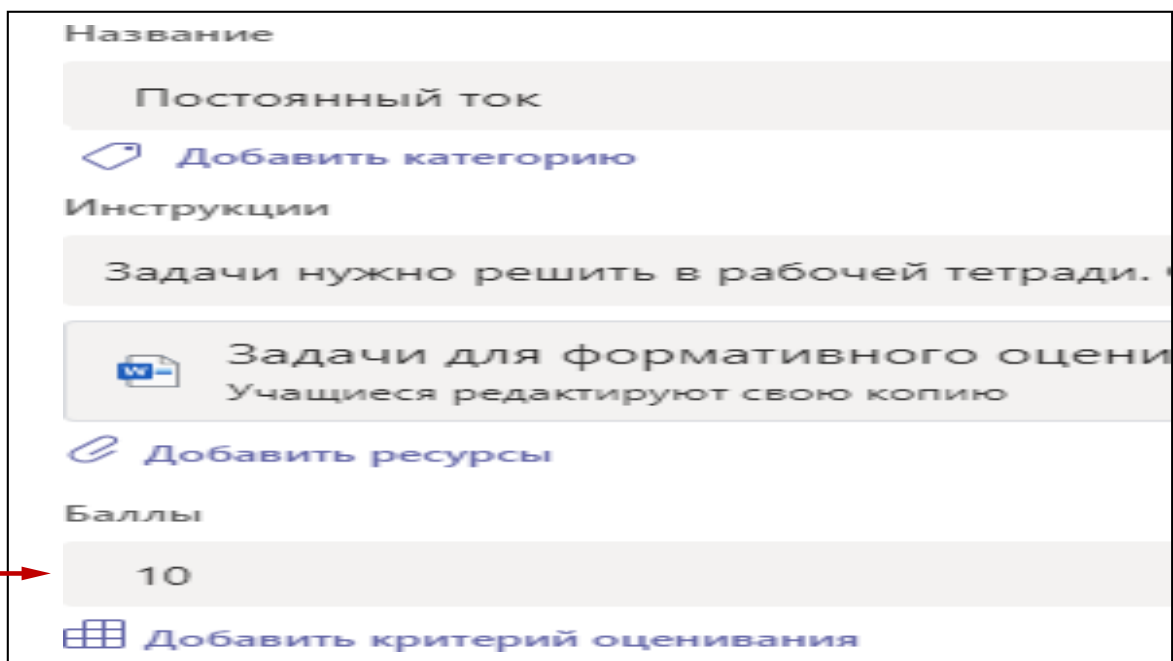 Название
Постоянный ток
Добавить категорию
Инструкции
Задачи нужно решить в рабочей тетради.
Задачи для формативного оцени
Учащиеся редактируют свою копию
Добавить ресурсы
Баллы
10
Добавить критерий оценивания